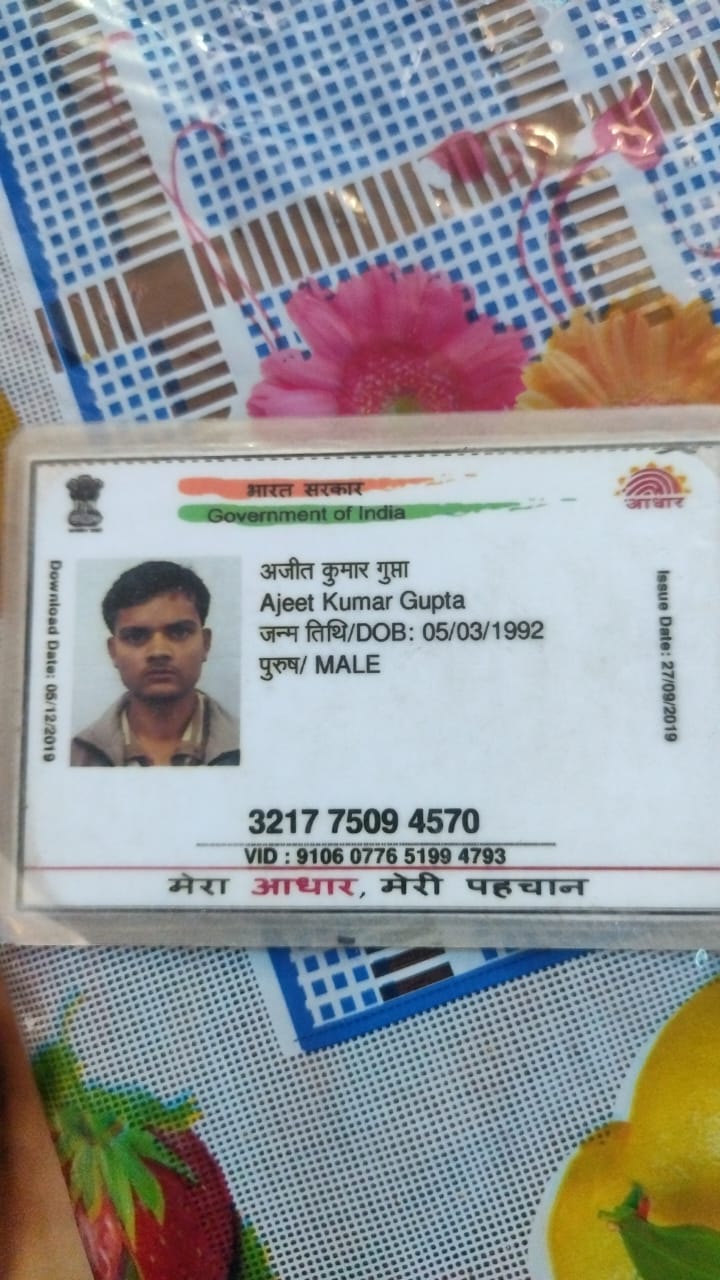 भारत सरकार
Government of India
आधार
Download Date: 05/12/2019
अजीत कुमार गुप्ता
Ajeet Kumar Gupta
जन्म तिथि/DOB: 05/03/1992
पुरुष/ MALE
Issue Date: 27/09/2019
3217 7509 4570
VID : 9106 0776 5199 4793
मेरा आधार, मेरी पहचान